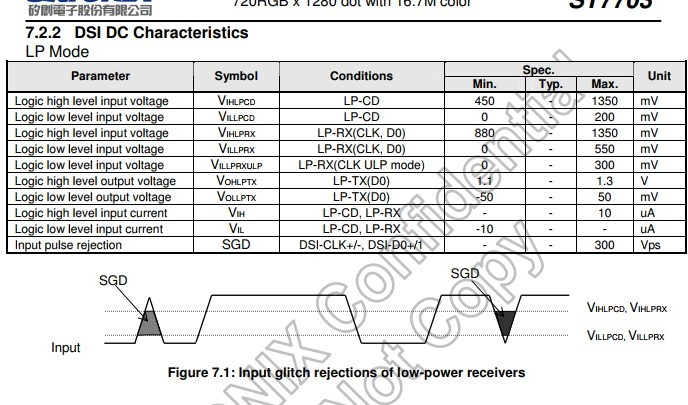 矽創電子股份有限公司
720RGB x 1280 dot with 16.7M color
ST7703
7.2.2 DSI DC Characteristics
LP Mode
Parameter Symbol Conditions Spec. Unit
Min. Typ. Max.
Logic high level input voltage VIHLPCD LP-CD 450 - 1350 mV
Logic low level input voltage VILLPCD LP-CD 0 - 200 mV
Logic high level input voltage VIHLPRX LP-RX(CLK, D0) 880 - 1350 mV
Logic low level input voltage VILLPRX LP-RX(CLK, D0) 0 - 550 mV
Logic low level input voltage VILLPRXULP LP-RX(CLK ULP mode) 0 - 300 mV
Logic high level output voltage VOHLPTX LP-TX(D0) 1.1 - 1.3 V
Logic low level output voltage VOLLPTX LP-TX(D0) -50 - 50 mV
Logic high level input current VIH LP-CD, LP-RX - - 10 uA
Logic low level input current VIL LP-CD, LP-RX -10 - - uA
Input pulse rejection SGD DSI-CLK+/-, DSI-D0+/1 - - 300 Vps
SGD SGD
VIHLPCD, VIHLPRX
VILLPCD, VILLPRX
Input
Figure 7.1: Input glitch rejections of low-power receivers
Confidential
Not Copy